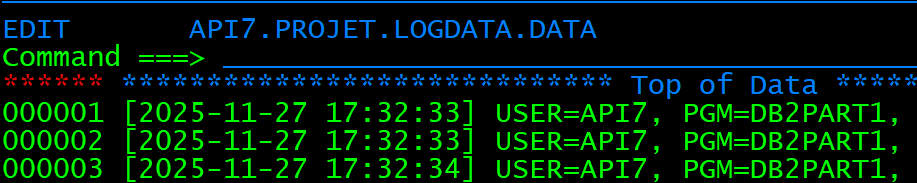 EDIT API7.PROJET.LOGDATA.DATA
Command ===>
****** ***************************** Top of Data *****
000001 [2025-11-27 17:32:33] USER=API7, PGM=DB2PART1,
000002 [2025-11-27 17:32:33] USER=API7, PGM=DB2PART1,
000003 [2025-11-27 17:32:34] USER=API7, PGM=DB2PART1,